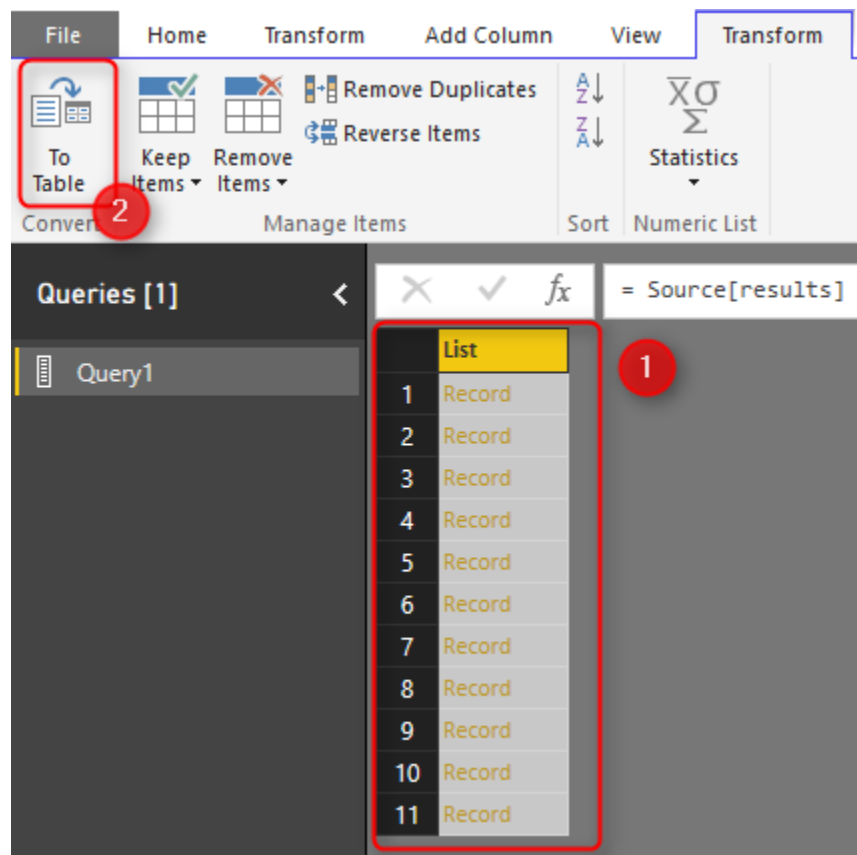 File Home Transform Add Column View Transform
To Table
Keep Items
Remove Items
Remove Duplicates
Reverse Items
A Z
Z A
X̅σ
Σ
Statistics
Convert
2
Manage Items
Sort
Numeric List
Queries [1]
<
fx
= Source[results]
Query1
List
1
1 Record
2 Record
3 Record
4 Record
5 Record
6 Record
7 Record
8 Record
9 Record
10 Record
11 Record